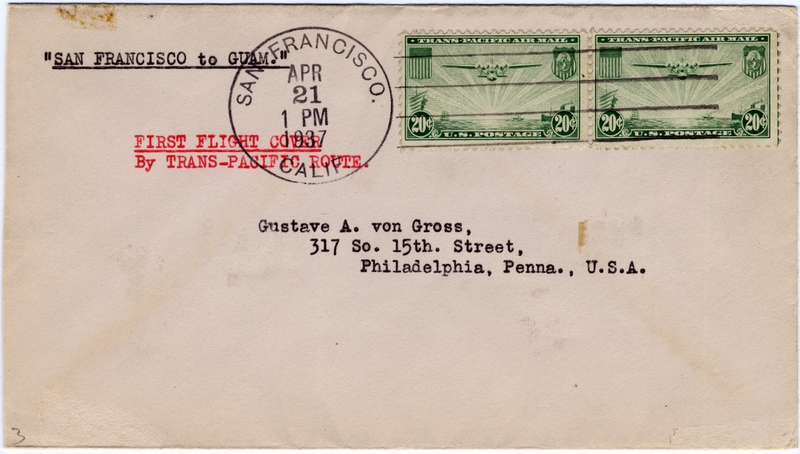 "SAN FRANCISCO to GUAM."
FIRST FLIGHT COVER
By TRANS-PACIFIC ROUTE.
SAN FRANCISCO.
APR
21
1 PM
1937
CALIF.
·TRANS-PACIFIC AIR MAIL·
20¢ U.S. POSTAGE 20¢
·TRANS-PACIFIC AIR MAIL·
20¢ U.S. POSTAGE 20¢
Gustave A. von Gross,
317 So. 15th. Street,
Philadelphia, Penna., U.S.A.
3